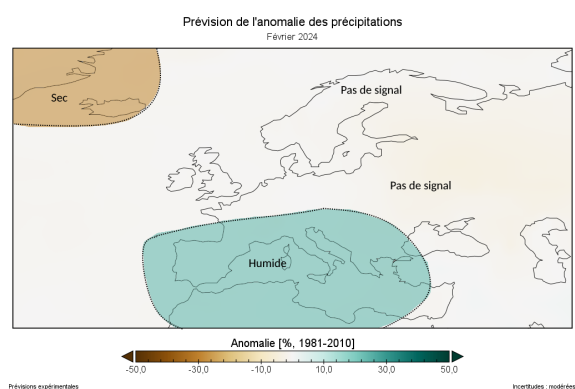 Prévision de l'anomalie des précipitations
Février 2024
Pas de signal
Sec
Pas de signal
Humide
Anomalie [%, 1981-2010]
-50,0 -30,0 -10,0 10,0 30,0 50,0
Prévisions expérimentales Incertitudes : modérées